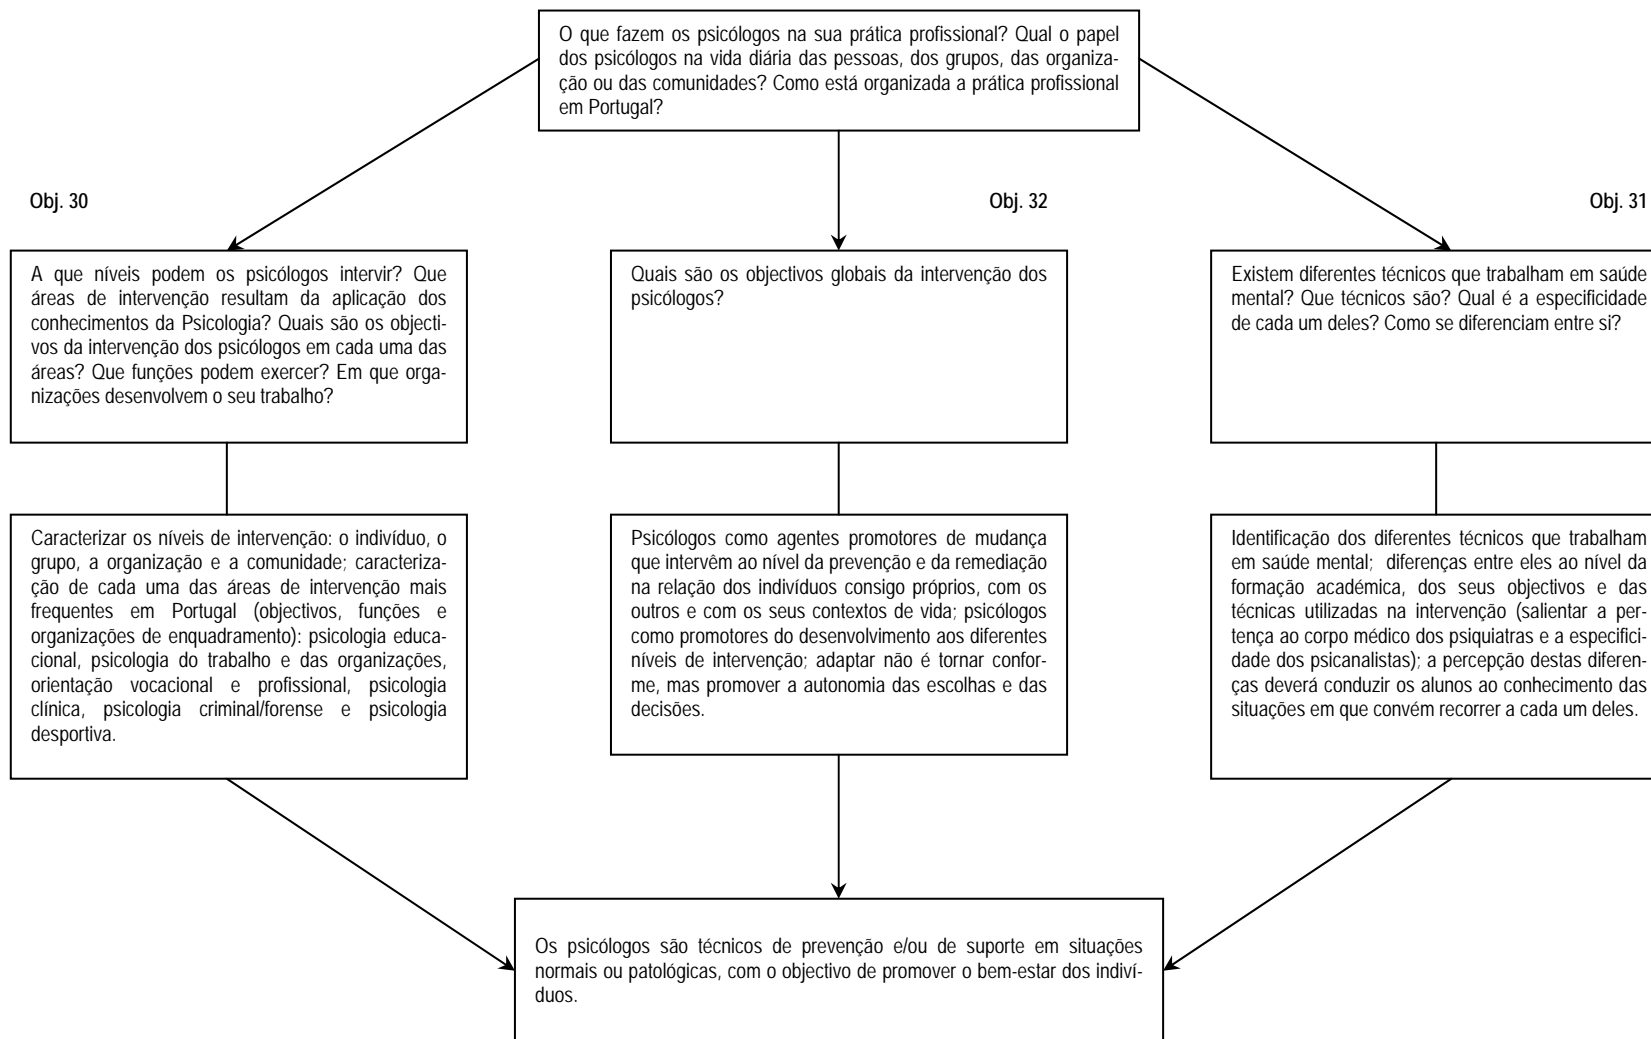 O que fazem os psicólogos na sua prática profissional? Qual o papel
dos psicólogos na vida diária das pessoas, dos grupos, das organiza-
ção ou das comunidades? Como está organizada a prática profissional
em Portugal?
Obj. 30
Obj. 32
Obj. 31
A que níveis podem os psicólogos intervir? Que
áreas de intervenção resultam da aplicação dos
conhecimentos da Psicologia? Quais são os objecti-
vos da intervenção dos psicólogos em cada uma das
áreas? Que funções podem exercer? Em que orga-
nizações desenvolvem o seu trabalho?
Quais são os objectivos globais da intervenção dos
psicólogos?
Existem diferentes técnicos que trabalham em saúde
mental? Que técnicos são? Qual é a especificidade
de cada um deles? Como se diferenciam entre si?
Caracterizar os níveis de intervenção: o indivíduo, o
grupo, a organização e a comunidade; caracteriza-
ção de cada uma das áreas de intervenção mais
frequentes em Portugal (objectivos, funções e
organizações de enquadramento): psicologia educa-
cional, psicologia do trabalho e das organizações,
orientação vocacional e profissional, psicologia
clínica, psicologia criminal/forense e psicologia
desportiva.
Psicólogos como agentes promotores de mudança
que intervêm ao nível da prevenção e da remediação
na relação dos indivíduos consigo próprios, com os
outros e com os seus contextos de vida; psicólogos
como promotores do desenvolvimento aos diferentes
níveis de intervenção; adaptar não é tornar confor-
me, mas promover a autonomia das escolhas e das
decisões.
Identificação dos diferentes técnicos que trabalham
em saúde mental; diferenças entre eles ao nível da
formação académica, dos seus objectivos e das
técnicas utilizadas na intervenção (salientar a per-
tença ao corpo médico dos psiquiatras e a especifici-
dade dos psicanalistas); a percepção destas diferen-
ças deverá conduzir os alunos ao conhecimento das
situações em que convém recorrer a cada um deles.
Os psicólogos são técnicos de prevenção e/ou de suporte em situações
normais ou patológicas, com o objectivo de promover o bem-estar dos indiví-
duos.